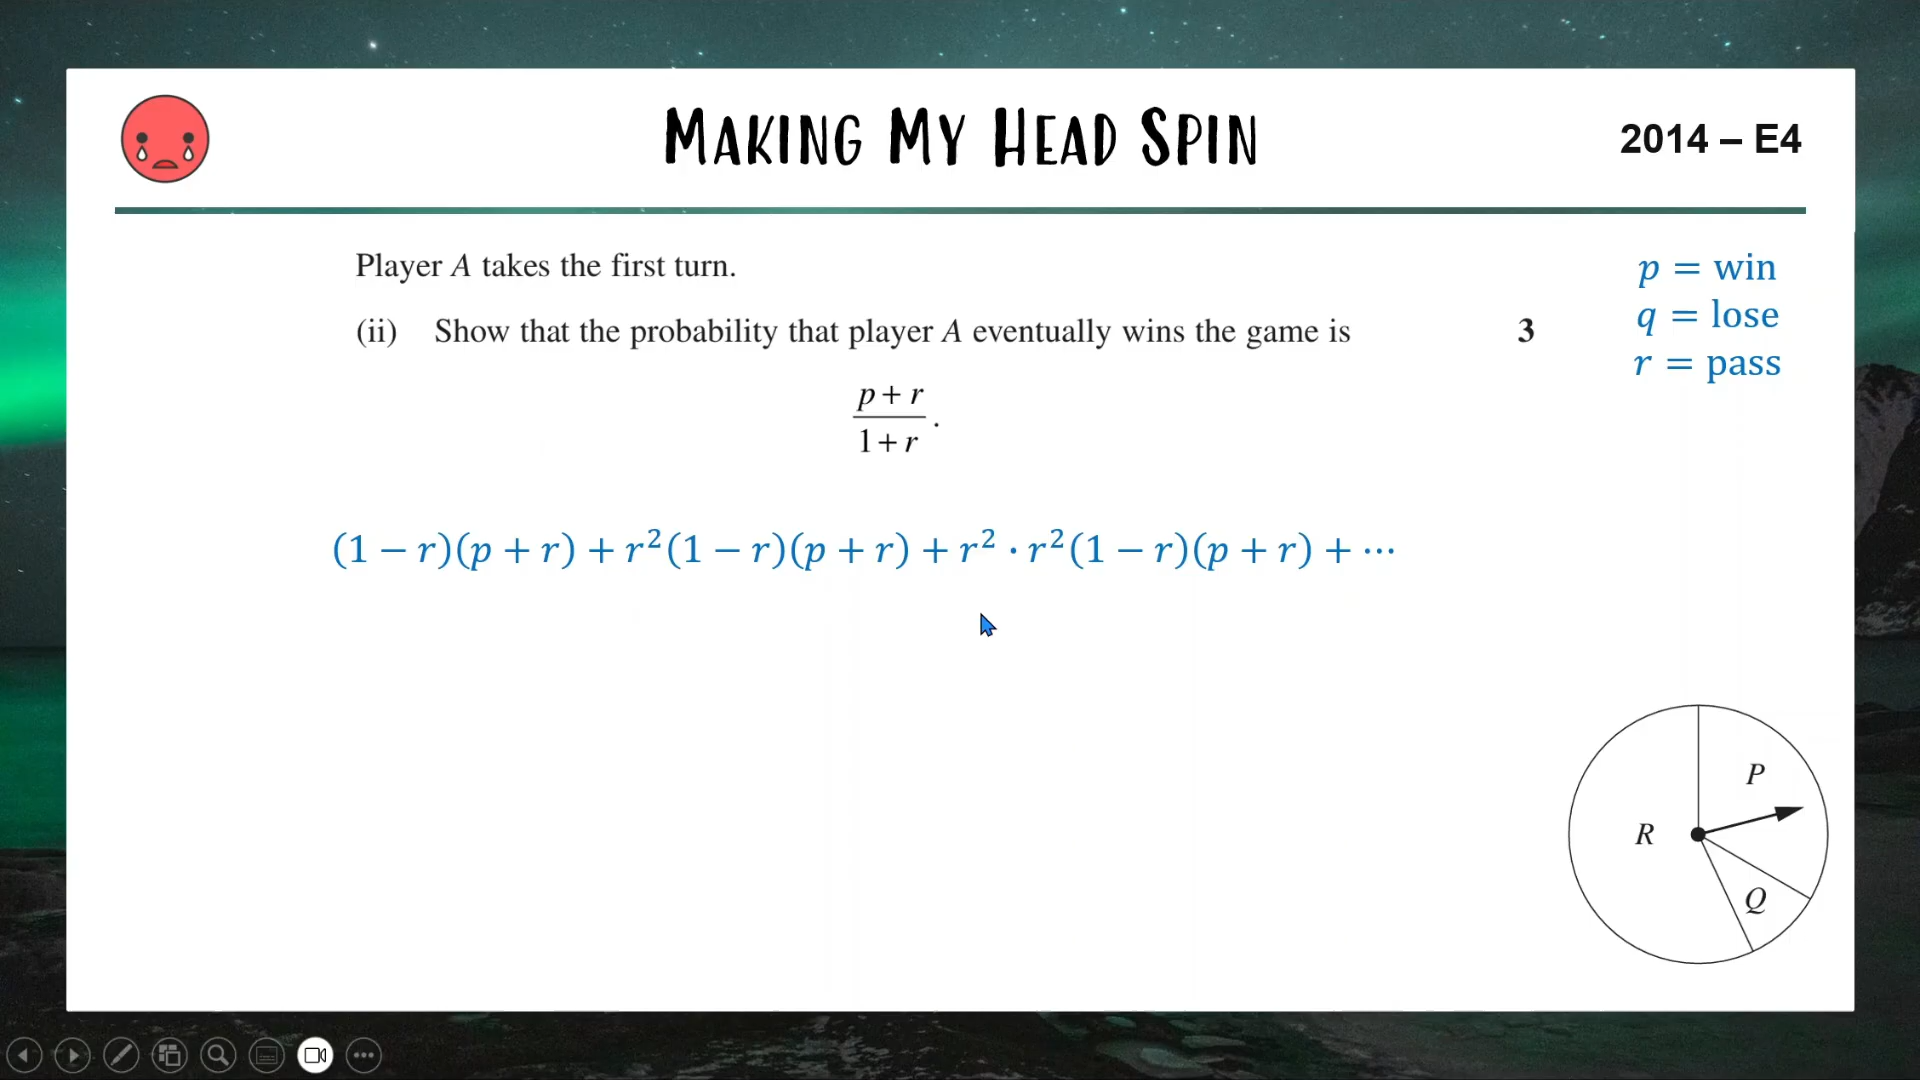 MAKING MY HEAD SPIN
2014 – E4
Player A takes the first turn.
(ii) Show that the probability that player A eventually wins the game is 3
p + r
1 + r .
p = win
q = lose
r = pass
(1 − r)(p + r) + r²(1 − r)(p + r) + r² · r²(1 − r)(p + r) + ⋯
P
R
Q